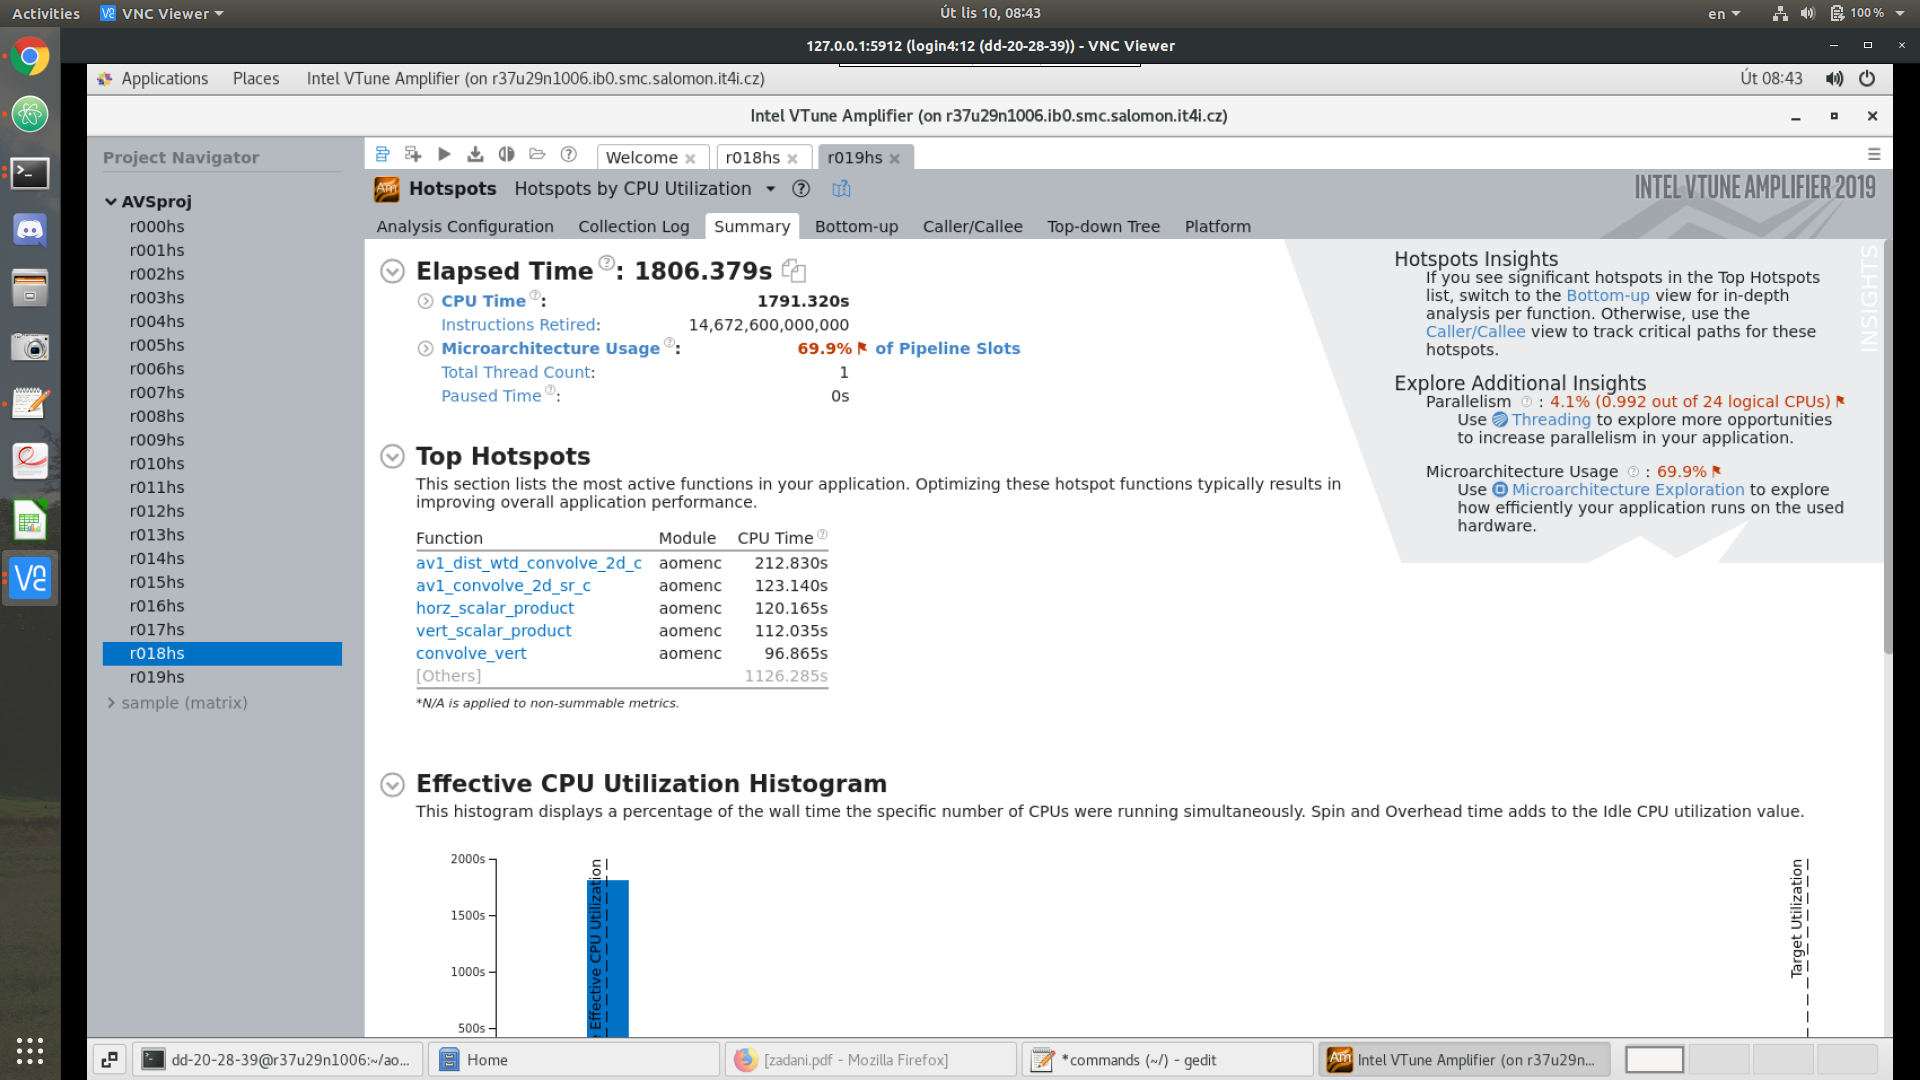 Activities VNC Viewer Út lis 10, 08:43 en 100%
127.0.0.1:5912 (login4:12 (dd-20-28-39)) - VNC Viewer
Applications Places Intel VTune Amplifier (on r37u29n1006.ib0.smc.salomon.it4i.cz) Út 08:43
Intel VTune Amplifier (on r37u29n1006.ib0.smc.salomon.it4i.cz)
Project Navigator
AVSproj
r000hs
r001hs
r002hs
r003hs
r004hs
r005hs
r006hs
r007hs
r008hs
r009hs
r010hs
r011hs
r012hs
r013hs
r014hs
r015hs
r016hs
r017hs
r018hs
r019hs
sample (matrix)
Welcome r018hs r019hs
Hotspots Hotspots by CPU Utilization
INTEL VTUNE AMPLIFIER 2019
Analysis Configuration Collection Log Summary Bottom-up Caller/Callee Top-down Tree Platform
Elapsed Time: 1806.379s
CPU Time: 1791.320s
Instructions Retired: 14,672,600,000,000
Microarchitecture Usage: 69.9% of Pipeline Slots
Total Thread Count: 1
Paused Time: 0s
Top Hotspots
This section lists the most active functions in your application. Optimizing these hotspot functions typically results in
improving overall application performance.
Function Module CPU Time
av1_dist_wtd_convolve_2d_c aomenc 212.830s
av1_convolve_2d_sr_c aomenc 123.140s
horz_scalar_product aomenc 120.165s
vert_scalar_product aomenc 112.035s
convolve_vert aomenc 96.865s
[Others] 1126.285s
*N/A is applied to non-summable metrics.
Hotspots Insights
If you see significant hotspots in the Top Hotspots
list, switch to the Bottom-up view for in-depth
analysis per function. Otherwise, use the
Caller/Callee view to track critical paths for these
hotspots.
Explore Additional Insights
Parallelism : 4.1% (0.992 out of 24 logical CPUs)
Use Threading to explore more opportunities
to increase parallelism in your application.
Microarchitecture Usage : 69.9%
Use Microarchitecture Exploration to explore
how efficiently your application runs on the used
hardware.
INSIGHTS
Effective CPU Utilization Histogram
This histogram displays a percentage of the wall time the specific number of CPUs were running simultaneously. Spin and Overhead time adds to the Idle CPU utilization value.
2000s
1500s
1000s
500s
Effective CPU Utilization
Target Utilization
dd-20-28-39@r37u29n1006:~/ao... Home [zadani.pdf - Mozilla Firefox] *commands (~/) - gedit Intel VTune Amplifier (on r37u29n...